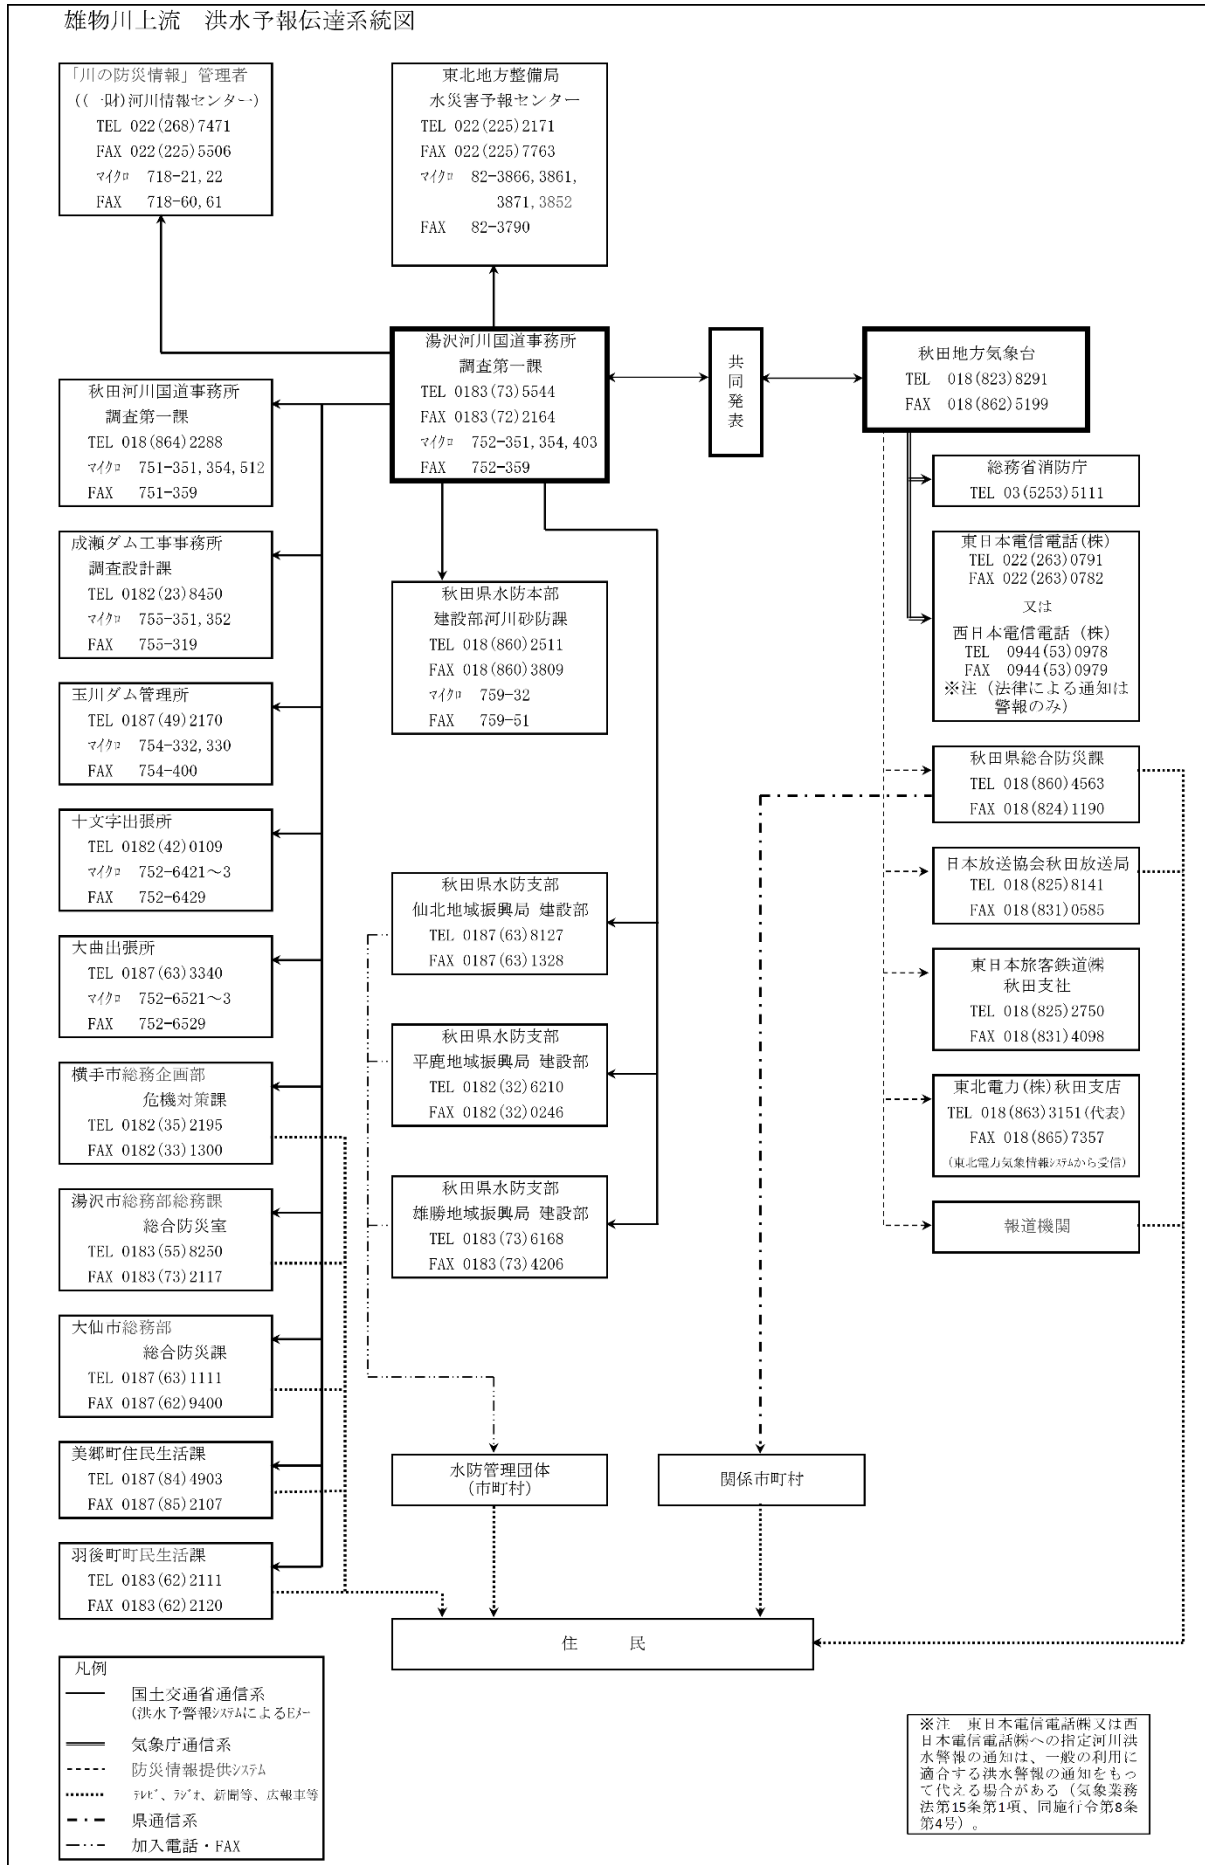 雄物川上流　洪水予報伝達系統図
「川の防災情報」管理者
((一財)河川情報センター)
TEL 022(268)7471
FAX 022(225)5506
ﾏｲｸﾛ　718-21,22
FAX　718-60,61
東北地方整備局
水災害予報センター
TEL 022(225)2171
FAX 022(225)7763
ﾏｲｸﾛ　82-3866,3861,
3871,3852
FAX　82-3790
湯沢河川国道事務所
調査第一課
TEL 0183(73)5544
FAX 0183(72)2164
ﾏｲｸﾛ　752-351,354,403
FAX　752-359
共
同
発
表
秋田地方気象台
TEL　018(823)8291
FAX　018(862)5199
秋田河川国道事務所
調査第一課
TEL 018(864)2288
ﾏｲｸﾛ　751-351,354,512
FAX　751-359
成瀬ダム工事事務所
調査設計課
TEL 0182(23)8450
ﾏｲｸﾛ　755-351,352
FAX　755-319
玉川ダム管理所
TEL 0187(49)2170
ﾏｲｸﾛ　754-332,330
FAX　754-400
十文字出張所
TEL 0182(42)0109
ﾏｲｸﾛ　752-6421～3
FAX　752-6429
大曲出張所
TEL 0187(63)3340
ﾏｲｸﾛ　752-6521～3
FAX　752-6529
横手市総務企画部
危機対策課
TEL 0182(35)2195
FAX 0182(33)1300
湯沢市総務部総務課
総合防災室
TEL 0183(55)8250
FAX 0183(73)2117
大仙市総務部
総合防災課
TEL 0187(63)1111
FAX 0187(62)9400
美郷町住民生活課
TEL 0187(84)4903
FAX 0187(85)2107
羽後町町民生活課
TEL 0183(62)2111
FAX 0183(62)2120
秋田県水防本部
建設部河川砂防課
TEL 018(860)2511
FAX 018(860)3809
ﾏｲｸﾛ　759-32
FAX　759-51
秋田県水防支部
仙北地域振興局 建設部
TEL 0187(63)8127
FAX 0187(63)1328
秋田県水防支部
平鹿地域振興局 建設部
TEL 0182(32)6210
FAX 0182(32)0246
秋田県水防支部
雄勝地域振興局 建設部
TEL 0183(73)6168
FAX 0183(73)4206
総務省消防庁
TEL 03(5253)5111
東日本電信電話(株)
TEL 022(263)0791
FAX 022(263)0782
又は
西日本電信電話 (株)
TEL　0944(53)0978
FAX　0944(53)0979
※注（法律による通知は
警報のみ）
秋田県総合防災課
TEL 018(860)4563
FAX 018(824)1190
日本放送協会秋田放送局
TEL 018(825)8141
FAX 018(831)0585
東日本旅客鉄道㈱
秋田支社
TEL 018(825)2750
FAX 018(831)4098
東北電力(株)秋田支店
TEL 018(863)3151(代表)
FAX 018(865)7357
(東北電力気象情報ｼｽﾃﾑから受信)
報道機関
水防管理団体
(市町村)
関係市町村
住　　民
凡例
国土交通省通信系
(洪水予警報ｼｽﾃﾑによるEﾒｰ
気象庁通信系
防災情報提供ｼｽﾃﾑ
ﾃﾚﾋﾞ、ﾗｼﾞｵ、新聞等、広報車等
県通信系
加入電話・FAX
※注　東日本電信電話㈱又は西
日本電信電話㈱への指定河川洪
水警報の通知は、一般の利用に
適合する洪水警報の通知をもっ
て代える場合がある（気象業務
法第15条第1項、同施行令第8条
第4号）。